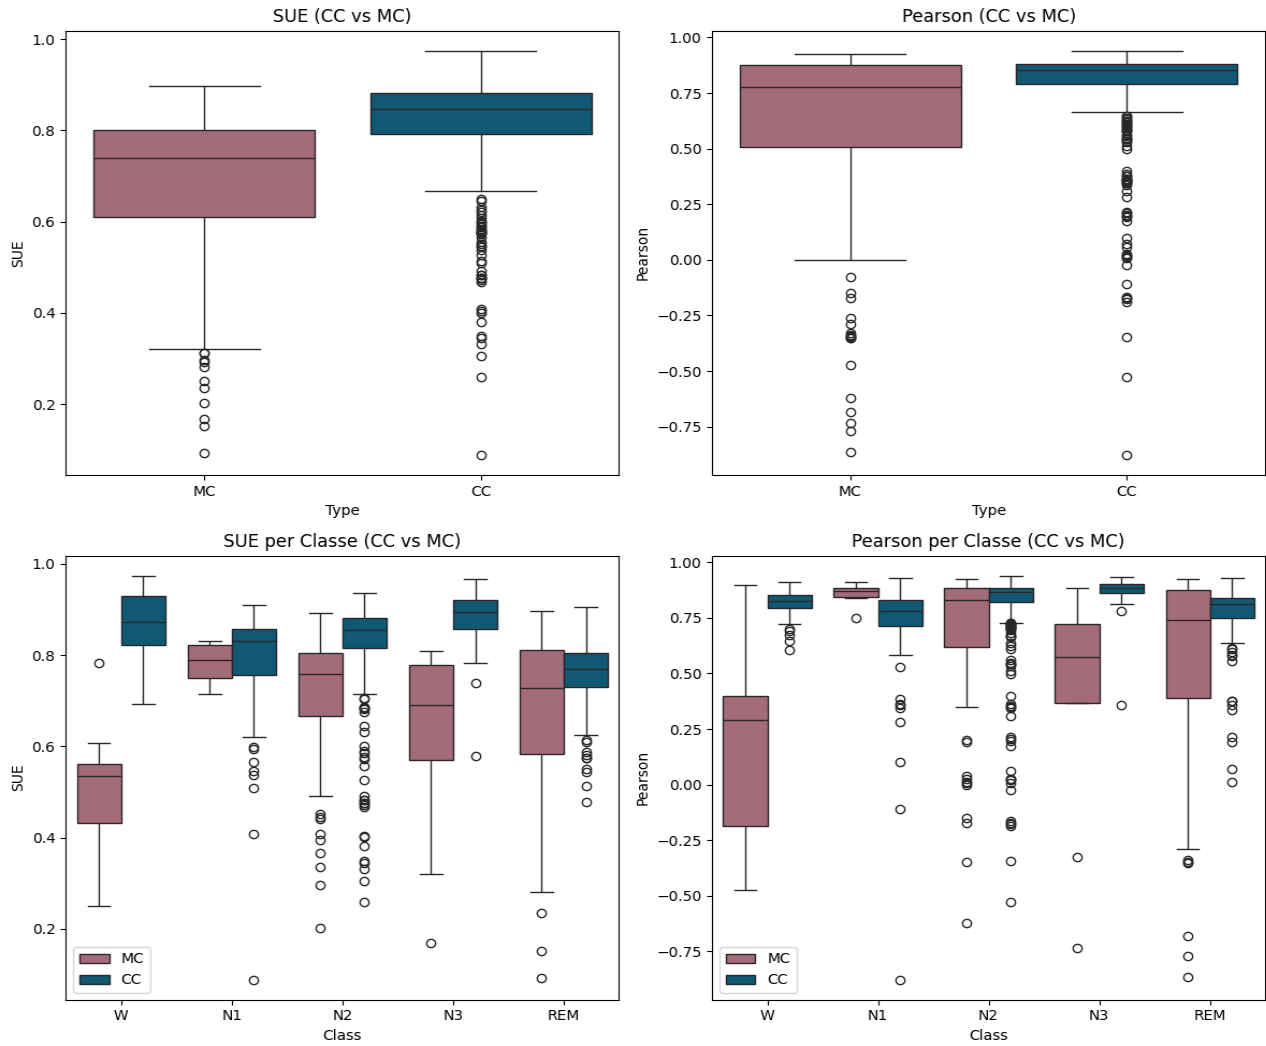 SUE (CC vs MC)
1.0
0.8
0.6
0.4
0.2
SUE
MC
CC
Type
Pearson (CC vs MC)
1.00
0.75
0.50
0.25
0.00
−0.25
−0.50
−0.75
Pearson
MC
CC
Type
SUE per Classe (CC vs MC)
1.0
0.8
0.6
0.4
0.2
SUE
MC
CC
W
N1
N2
N3
REM
Class
Pearson per Classe (CC vs MC)
1.00
0.75
0.50
0.25
0.00
−0.25
−0.50
−0.75
Pearson
MC
CC
W
N1
N2
N3
REM
Class